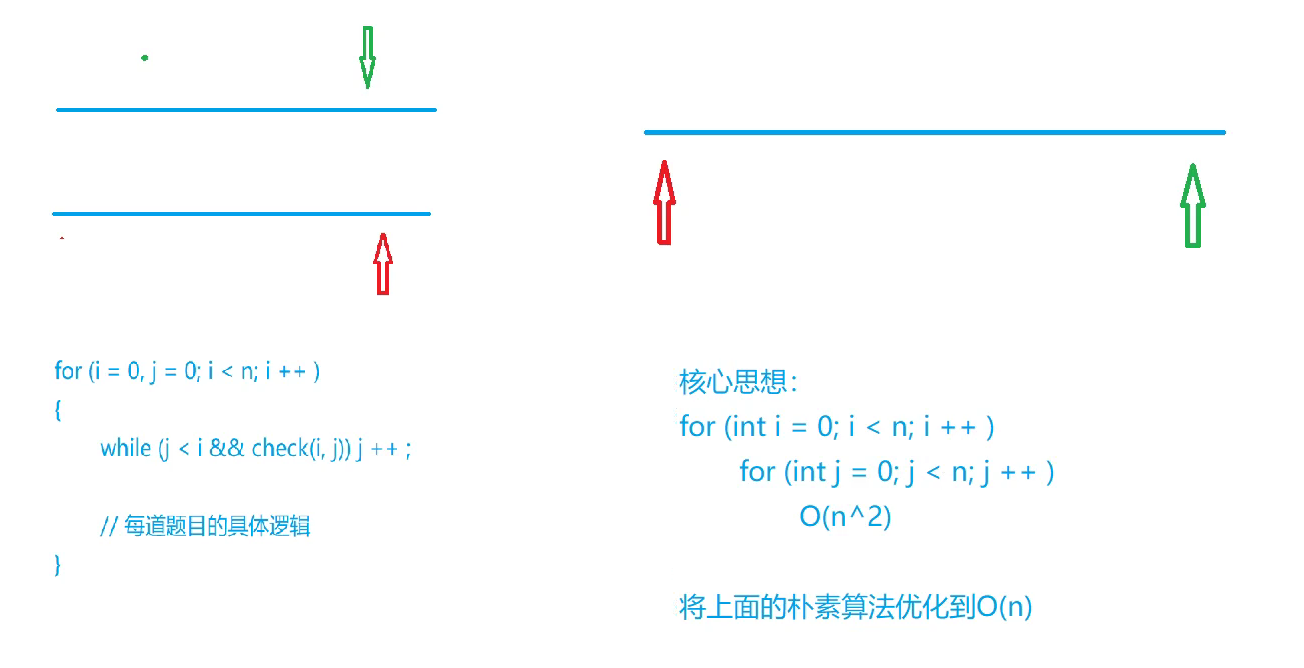 for (i = 0, j = 0; i < n; i ++ )
{
while (j < i && check(i, j)) j ++ ;
// 每道题目的具体逻辑
}
核心思想：
for (int i = 0; i < n; i ++ )
for (int j = 0; j < n; j ++ )
O(n^2)
将上面的朴素算法优化到O(n)